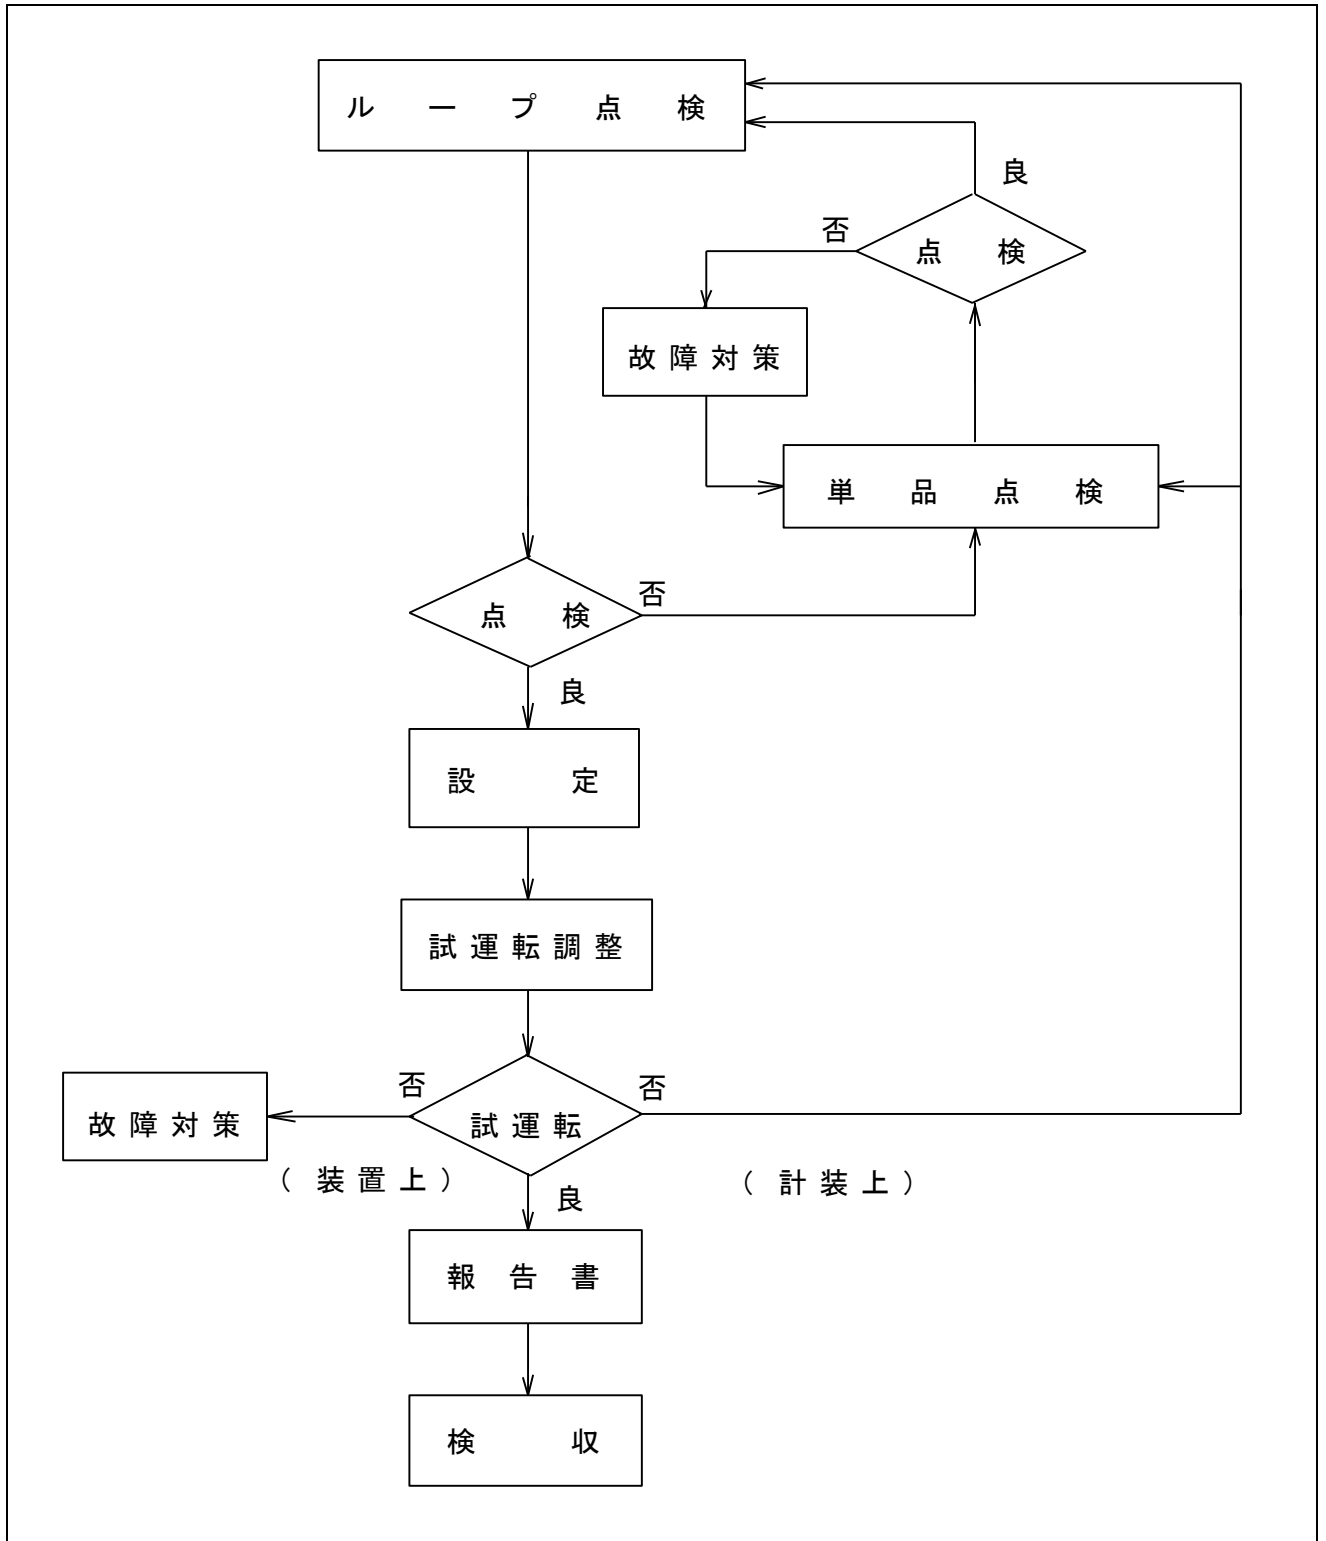 ループ点検
良
否
点検
故障対策
単品点検
否
点検
良
設定
試運転調整
否
否
故障対策
試運転
(装置上)
(計装上)
良
報告書
検収